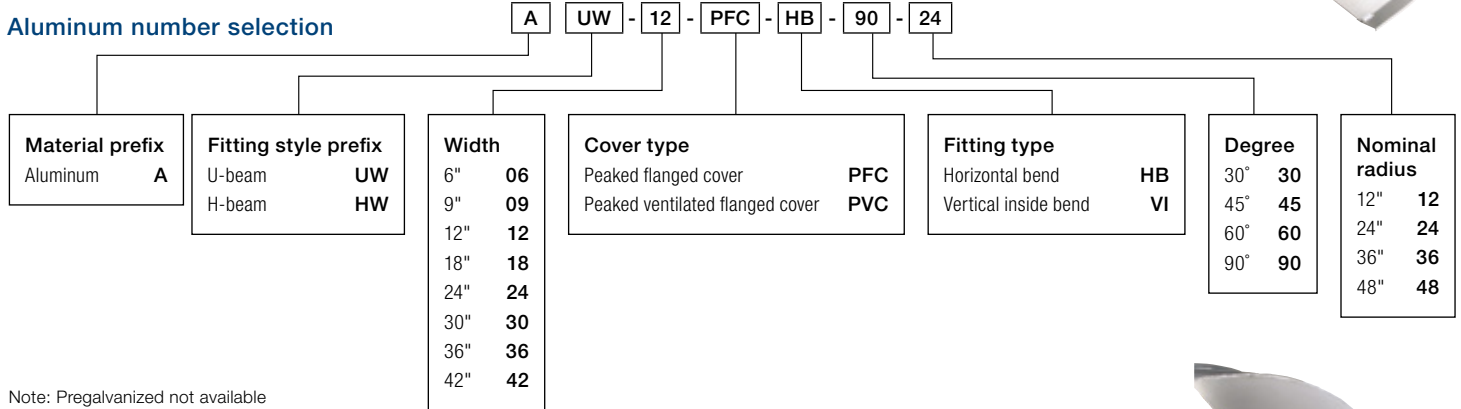 Aluminum number selection
A UW - 12 - PFC - HB - 90 - 24
Material prefix
Aluminum A
Fitting style prefix
U-beam UW
H-beam HW
Width
6" 06
9" 09
12" 12
18" 18
24" 24
30" 30
36" 36
42" 42
Cover type
Peaked flanged cover PFC
Peaked ventilated flanged cover PVC
Fitting type
Horizontal bend HB
Vertical inside bend VI
Degree
30° 30
45° 45
60° 60
90° 90
Nominal
radius
12" 12
24" 24
36" 36
48" 48
Note: Pregalvanized not available